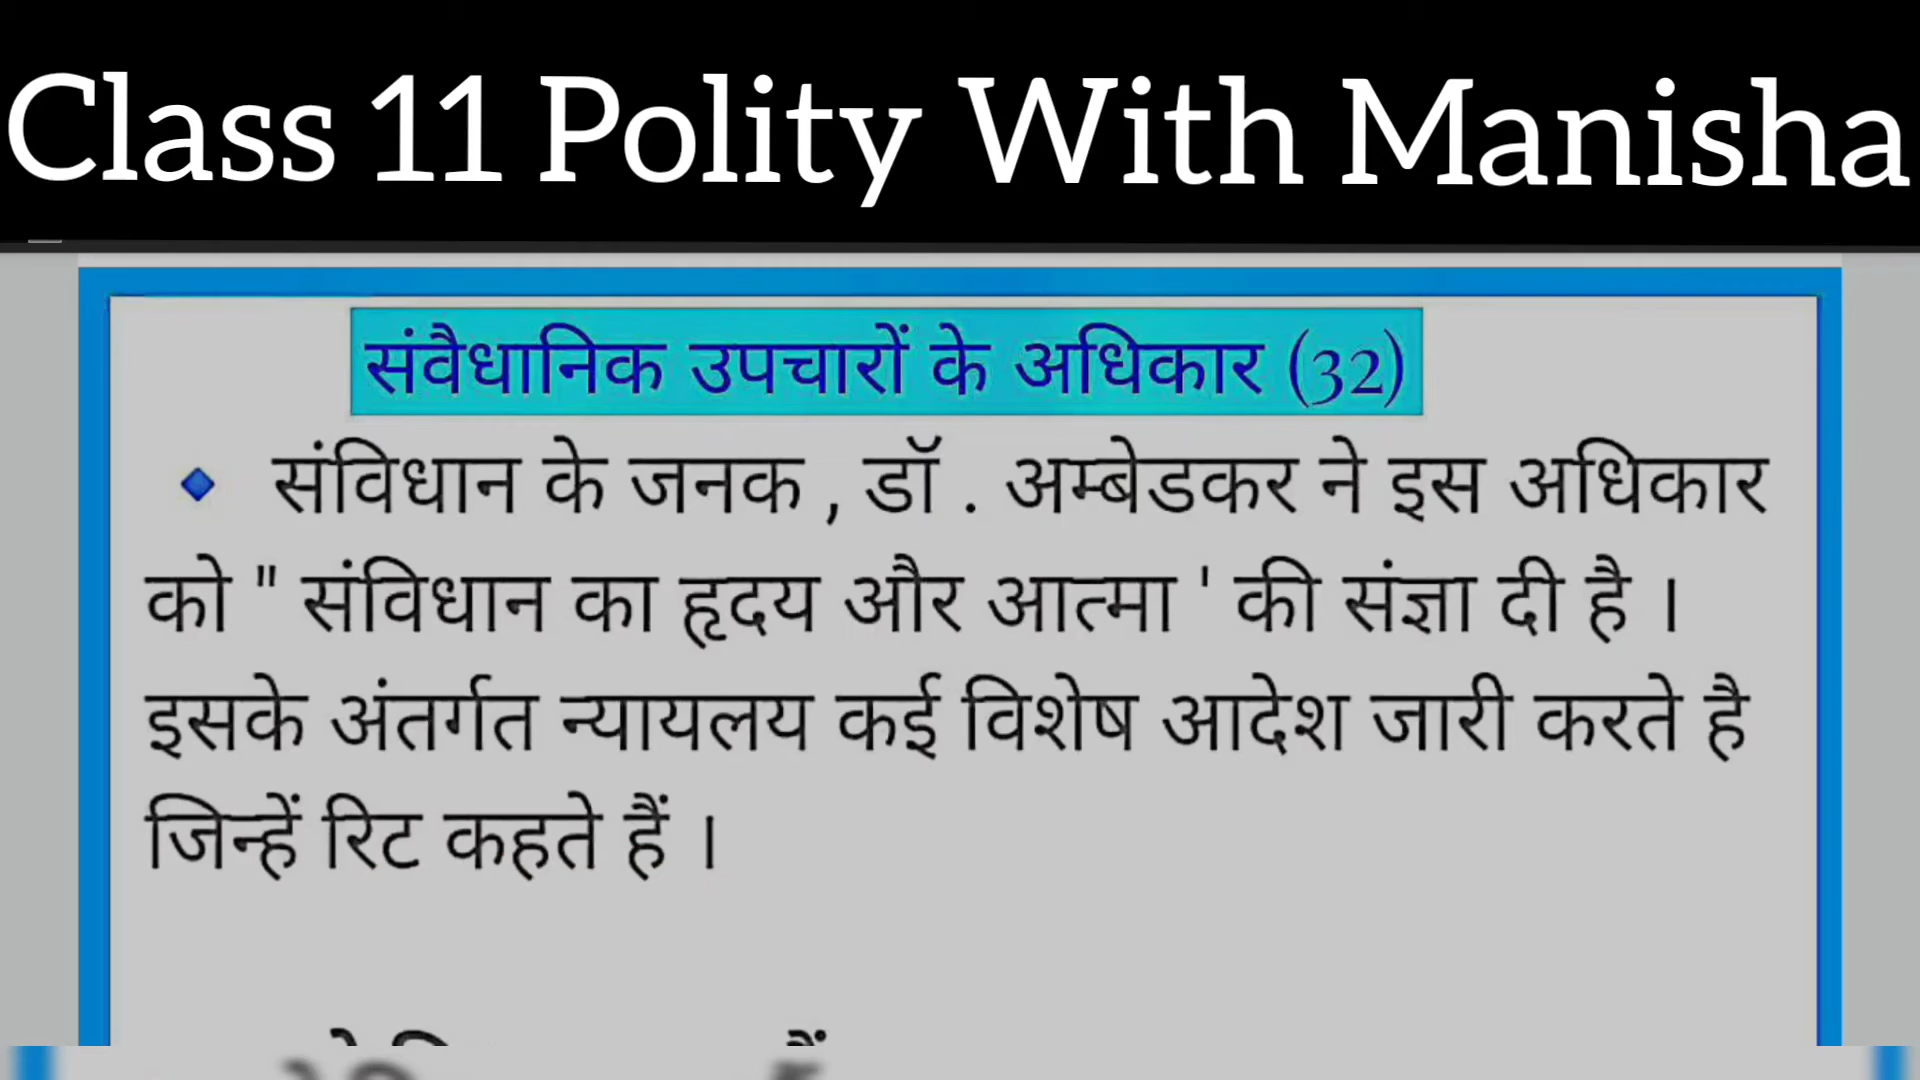 Class 11 Polity With Manisha
संवैधानिक उपचारों के अधिकार (32)
संविधान के जनक , डॉ . अम्बेडकर ने इस अधिकार
को " संविधान का हृदय और आत्मा ' की संज्ञा दी है ।
इसके अंतर्गत न्यायलय कई विशेष आदेश जारी करते है
जिन्हें रिट कहते हैं ।